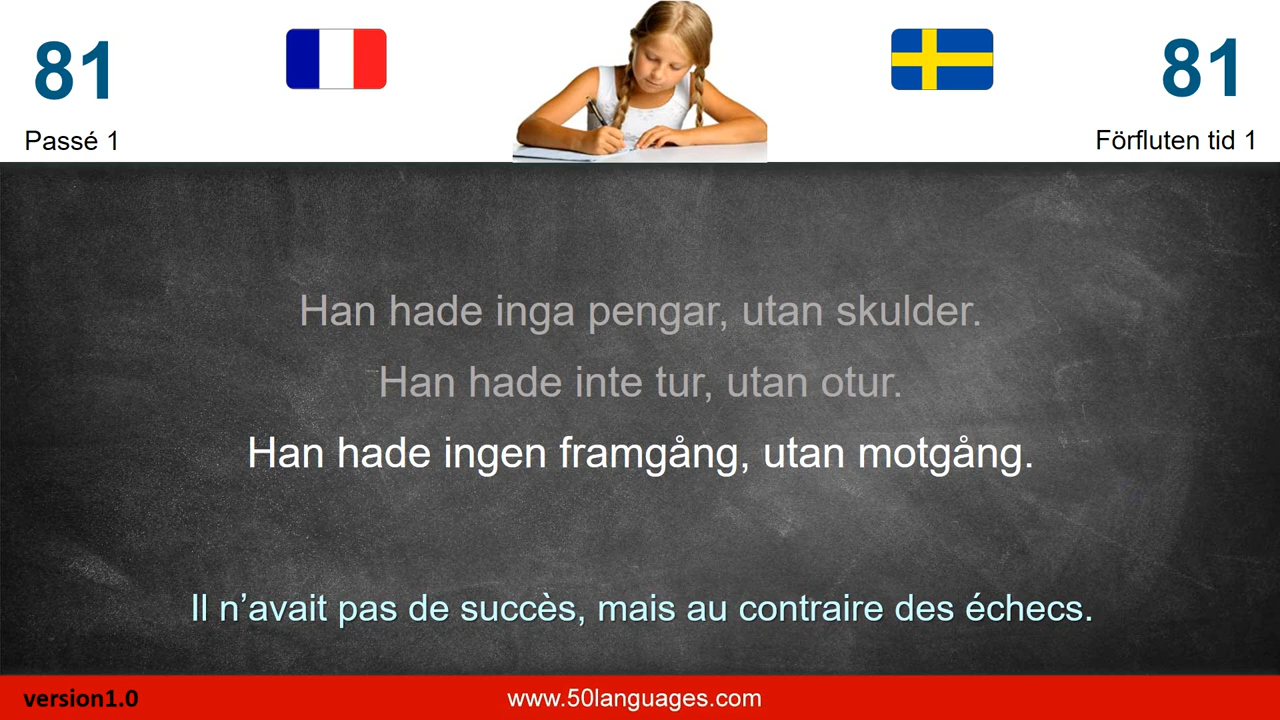 81
81
Passé 1
Förfluten tid 1
Han hade inga pengar, utan skulder.
Han hade inte tur, utan otur.
Han hade ingen framgång, utan motgång.
Il n’avait pas de succès, mais au contraire des échecs.
version1.0
www.50languages.com